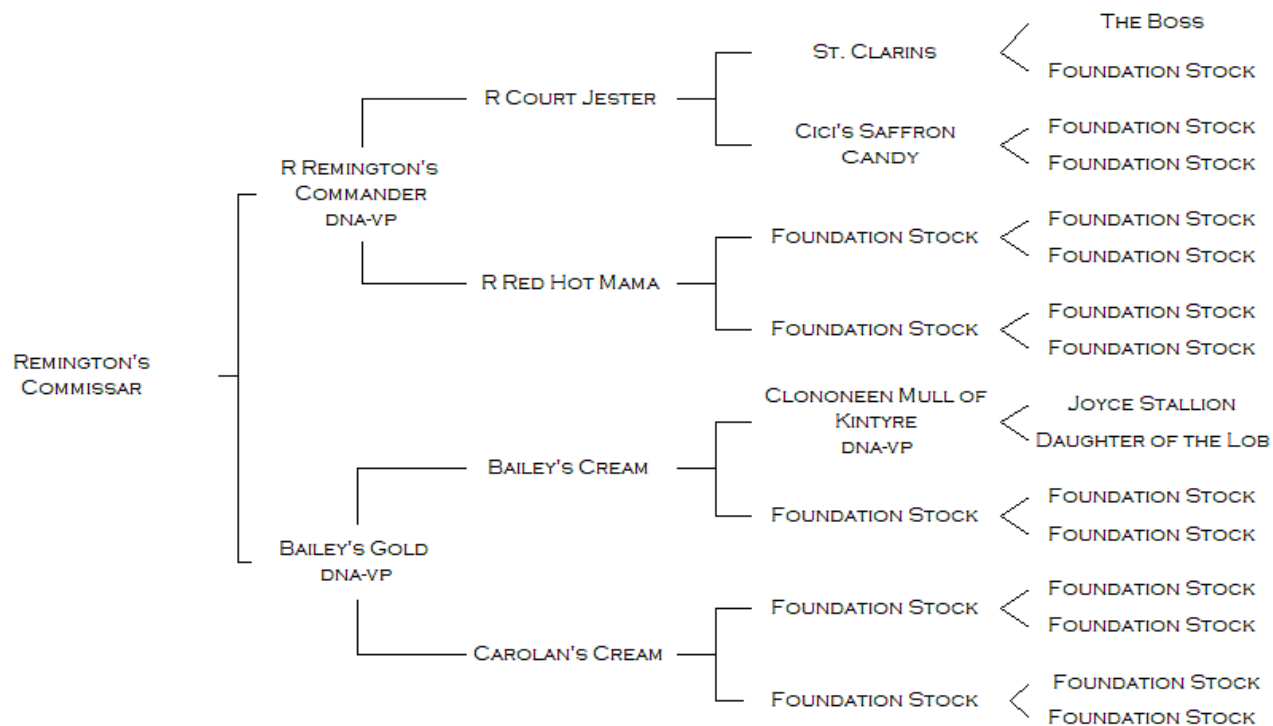 The Boss
St. Clarins
Foundation Stock
R Court Jester
Cici's Saffron
Candy
Foundation Stock
Foundation Stock
R Remington's
Commander
DNA-VP
Foundation Stock
Foundation Stock
Foundation Stock
R Red Hot Mama
Foundation Stock
Foundation Stock
Foundation Stock
Remington's
Commissar
Clononeen Mull of
Kintyre
DNA-VP
Joyce Stallion
Daughter of the Lob
Bailey's Cream
Foundation Stock
Foundation Stock
Foundation Stock
Bailey's Gold
DNA-VP
Foundation Stock
Foundation Stock
Foundation Stock
Carolan's Cream
Foundation Stock
Foundation Stock
Foundation Stock